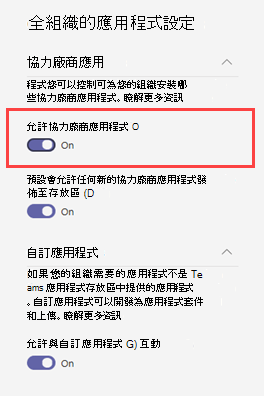 全組織的應用程式設定
協力廠商應用
程式您可以控制可為您的組織安裝哪
些協力廠商應用程式。瞭解更多資訊
允許協力廠商應用程式 O
On
預設會允許任何新的協力廠商應用程式發
佈至存放區 (D
On
自訂應用程式
如果您的組織需要的應用程式不是 Te
ams 應用程式存放區中提供的應用程式
。自訂應用程式可以開發為應用程式套件
和上傳。瞭解更多資訊
允許與自訂應用程式 G) 互動
On